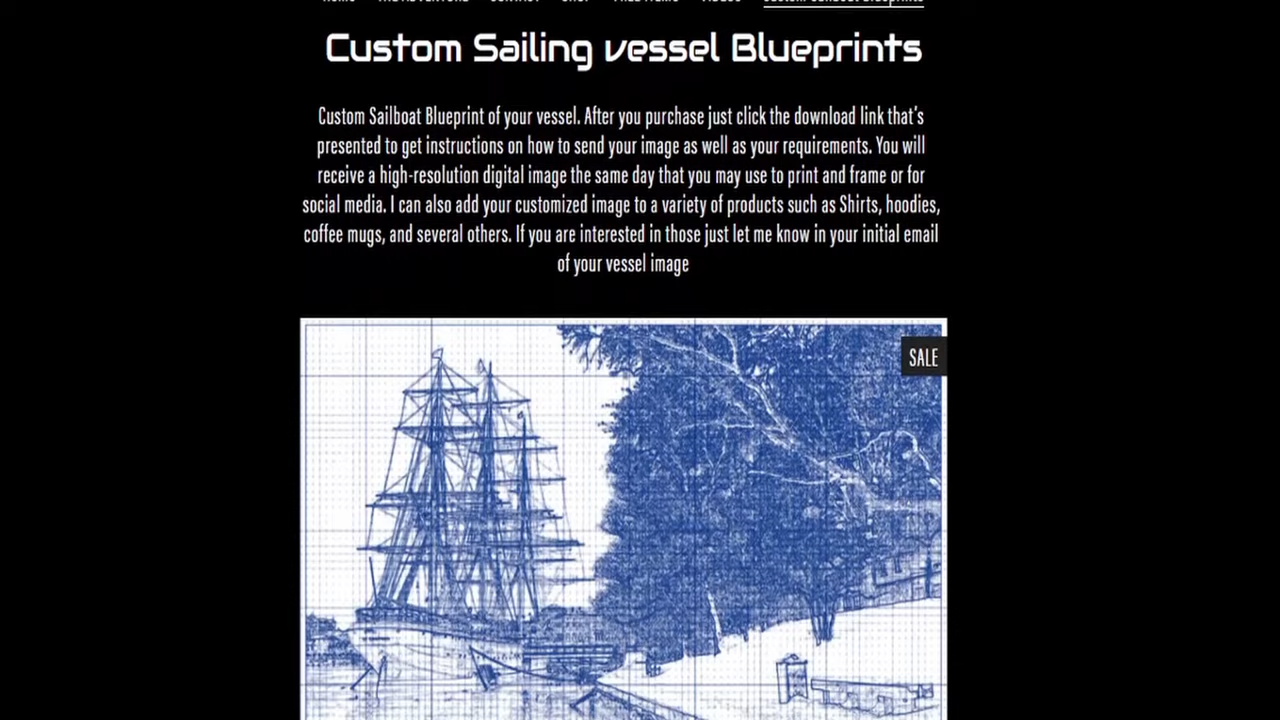 Custom Sailboat Blueprints
Custom Sailing vessel Blueprints
Custom Sailboat Blueprint of your vessel. After you purchase just click the download link that's
presented to get instructions on how to send your image as well as your requirements. You will
receive a high-resolution digital image the same day that you may use to print and frame or for
social media. I can also add your customized image to a variety of products such as Shirts, hoodies,
coffee mugs, and several others. If you are interested in those just let me know in your initial email
of your vessel image
SALE